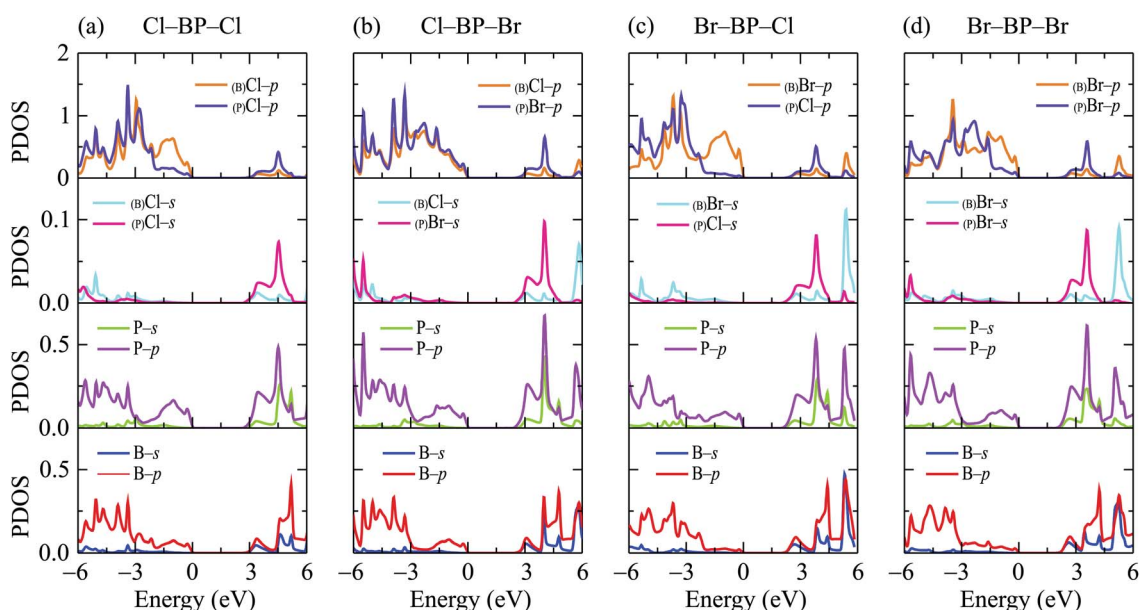 (a) Cl–BP–Cl (b) Cl–BP–Br (c) Br–BP–Cl (d) Br–BP–Br
2
PDOS
1
0
(B)Cl–p
(P)Cl–p
(B)Cl–p
(P)Br–p
(B)Br–p
(P)Cl–p
(B)Br–p
(P)Br–p
PDOS
0.1
0.0
(B)Cl–s
(P)Cl–s
(B)Cl–s
(P)Br–s
(B)Br–s
(P)Cl–s
(B)Br–s
(P)Br–s
PDOS
0.5
0.0
P–s
P–p
P–s
P–p
P–s
P–p
P–s
P–p
PDOS
0.5
0.0
B–s
B–p
B–s
B–p
B–s
B–p
B–s
B–p
−6 −3 0 3 6 −6 −3 0 3 6 −6 −3 0 3 6 −6 −3 0 3 6
Energy (eV) Energy (eV) Energy (eV) Energy (eV)